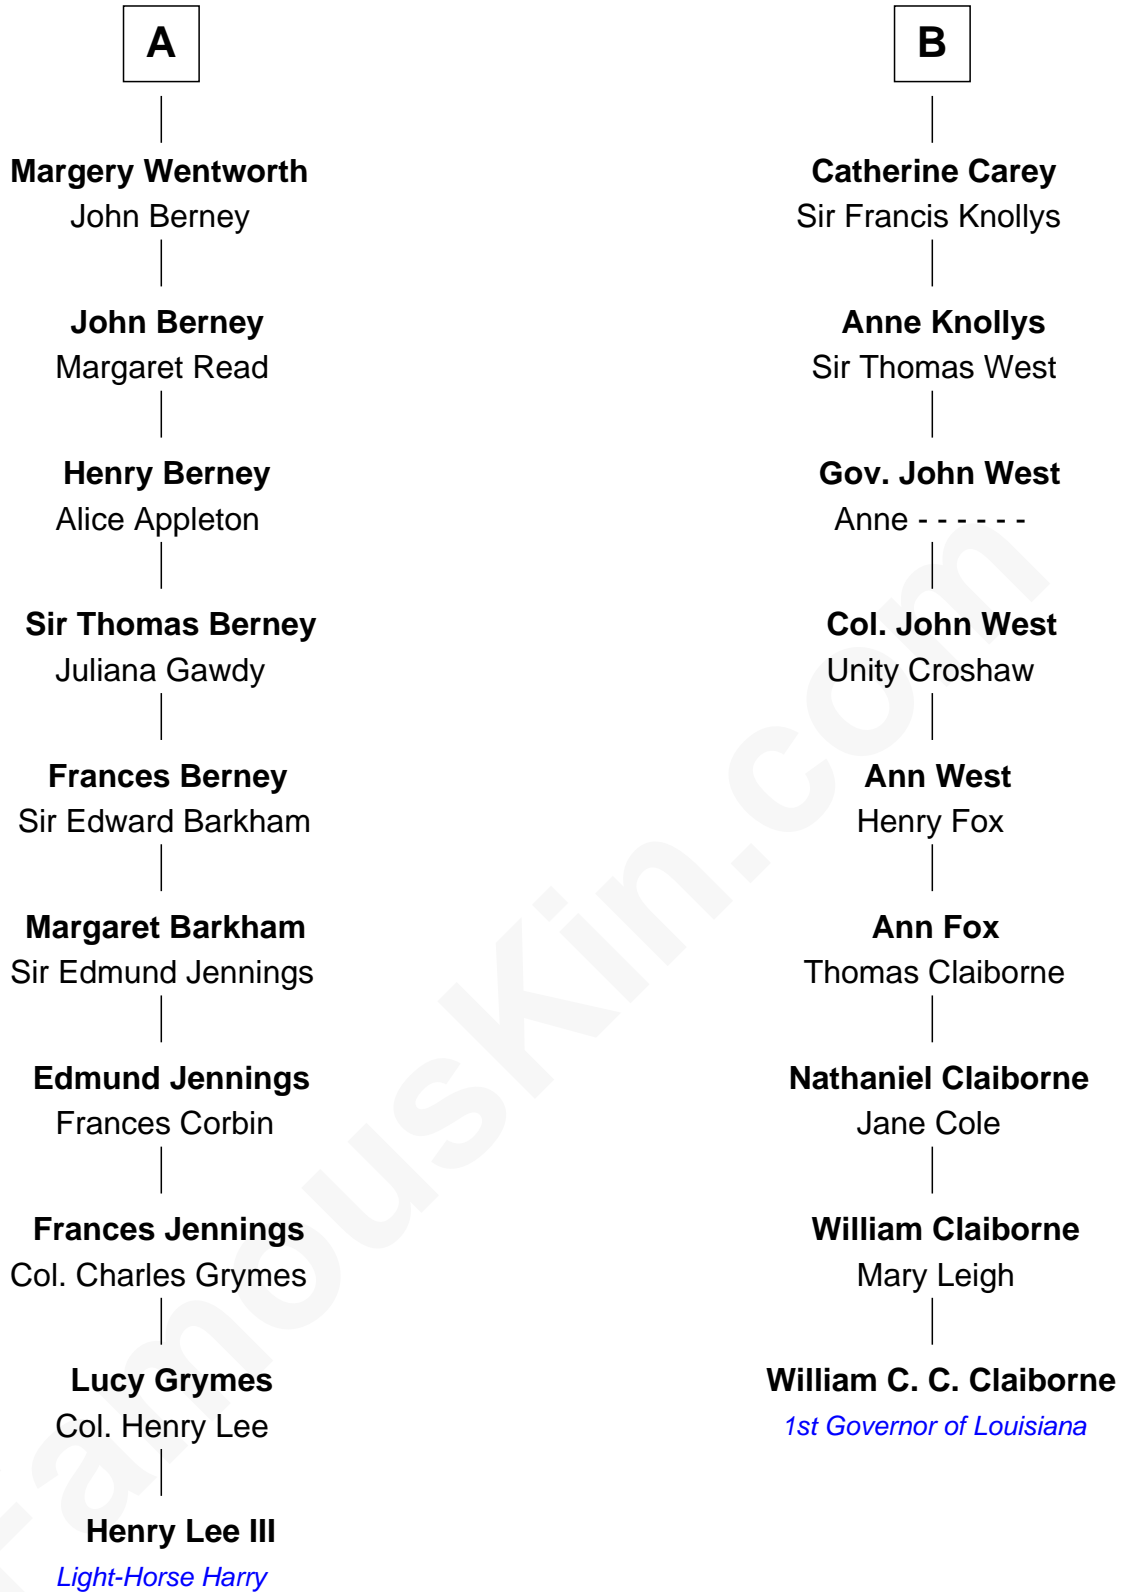 A
Margery Wentworth
John Berney
John Berney
Margaret Read
Henry Berney
Alice Appleton
Sir Thomas Berney
Juliana Gawdy
Frances Berney
Sir Edward Barkham
Margaret Barkham
Sir Edmund Jennings
Edmund Jennings
Frances Corbin
Frances Jennings
Col. Charles Grymes
Lucy Grymes
Col. Henry Lee
Henry Lee III
Light-Horse Harry
B
Catherine Carey
Sir Francis Knollys
Anne Knollys
Sir Thomas West
Gov. John West
Anne - - - - - -
Col. John West
Unity Croshaw
Ann West
Henry Fox
Ann Fox
Thomas Claiborne
Nathaniel Claiborne
Jane Cole
William Claiborne
Mary Leigh
William C. C. Claiborne
1st Governor of Louisiana
FamousKin.com